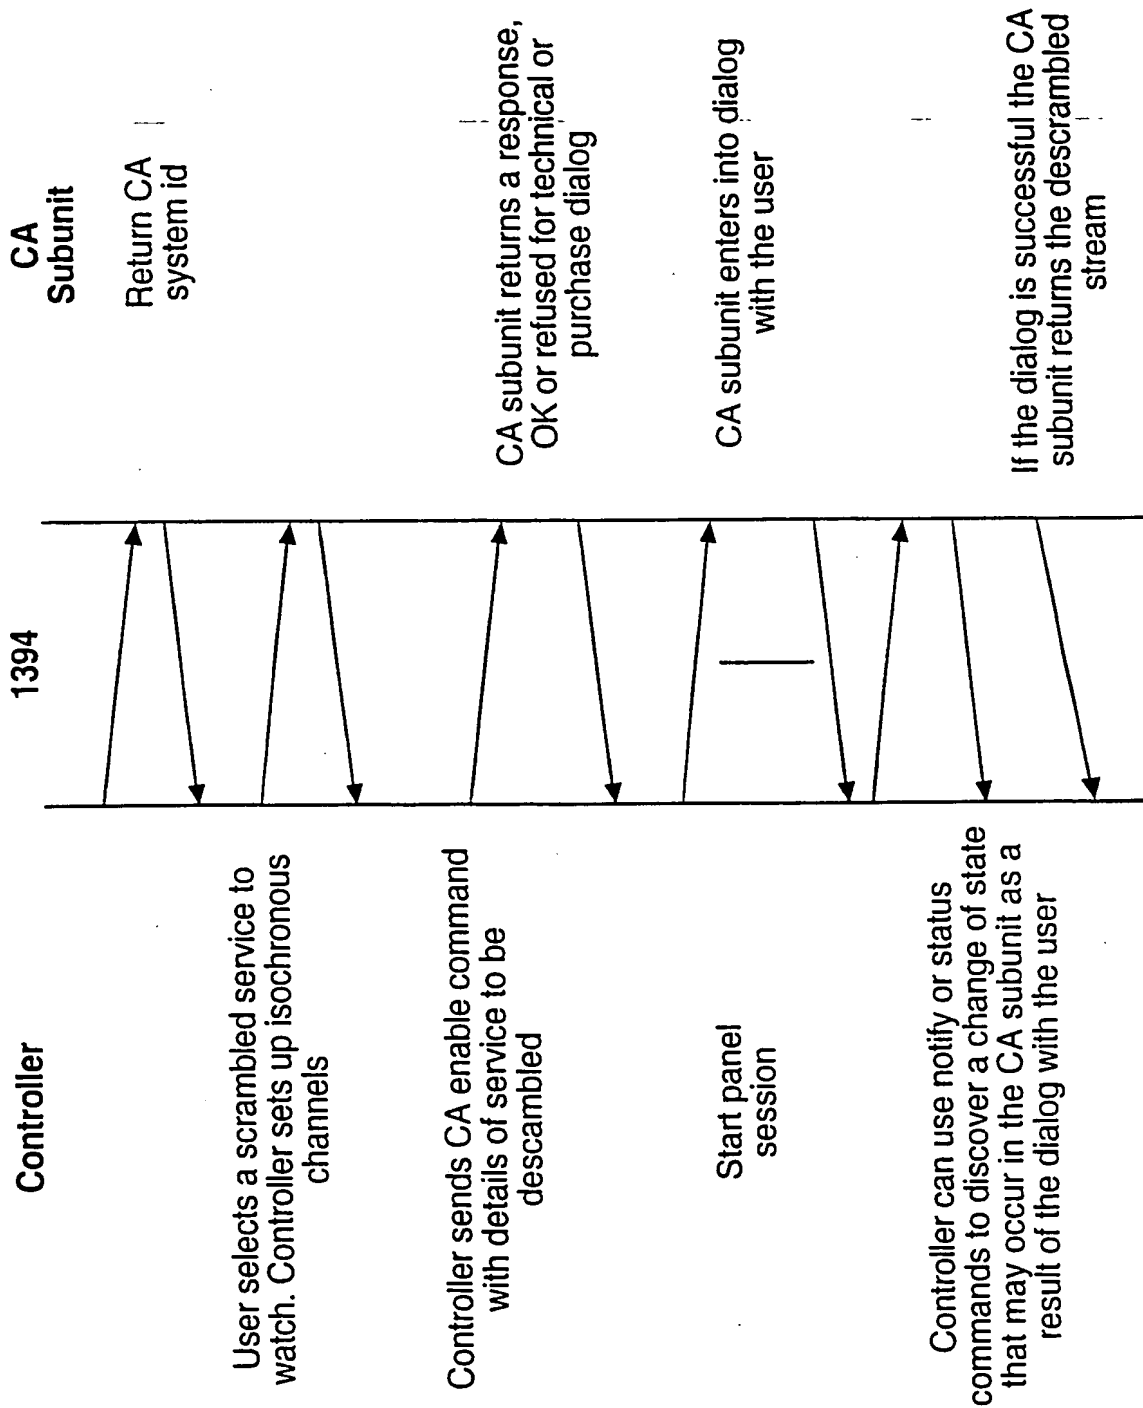 Controller
1394
CA
Subunit
Return CA
system id
User selects a scrambled service to
watch. Controller sets up isochronous
channels
Controller sends CA enable command
with details of service to be
descambled
CA subunit returns a response,
OK or refused for technical or
purchase dialog
Start panel
session
CA subunit enters into dialog
with the user
Controller can use notify or status
commands to discover a change of state
that may occur in the CA subunit as a
result of the dialog with the user
If the dialog is successful the CA
subunit returns the descrambled
stream